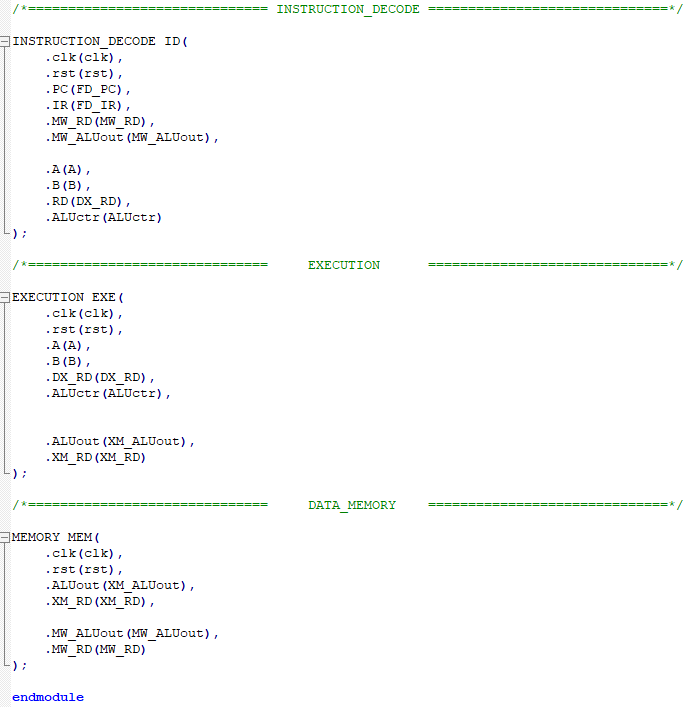 /*============================== INSTRUCTION_DECODE ==============================*/
INSTRUCTION_DECODE ID(
.clk(clk),
.rst(rst),
.PC(FD_PC),
.IR(FD_IR),
.MW_RD(MW_RD),
.MW_ALUout(MW_ALUout),
.A(A),
.B(B),
.RD(DX_RD),
.ALUctr(ALUctr)
);
/*==============================     EXECUTION      ==============================*/
EXECUTION EXE(
.clk(clk),
.rst(rst),
.A(A),
.B(B),
.DX_RD(DX_RD),
.ALUctr(ALUctr),
.ALUout(XM_ALUout),
.XM_RD(XM_RD)
);
/*==============================     DATA_MEMORY    ==============================*/
MEMORY MEM(
.clk(clk),
.rst(rst),
.ALUout(XM_ALUout),
.XM_RD(XM_RD),
.MW_ALUout(MW_ALUout),
.MW_RD(MW_RD)
);
endmodule